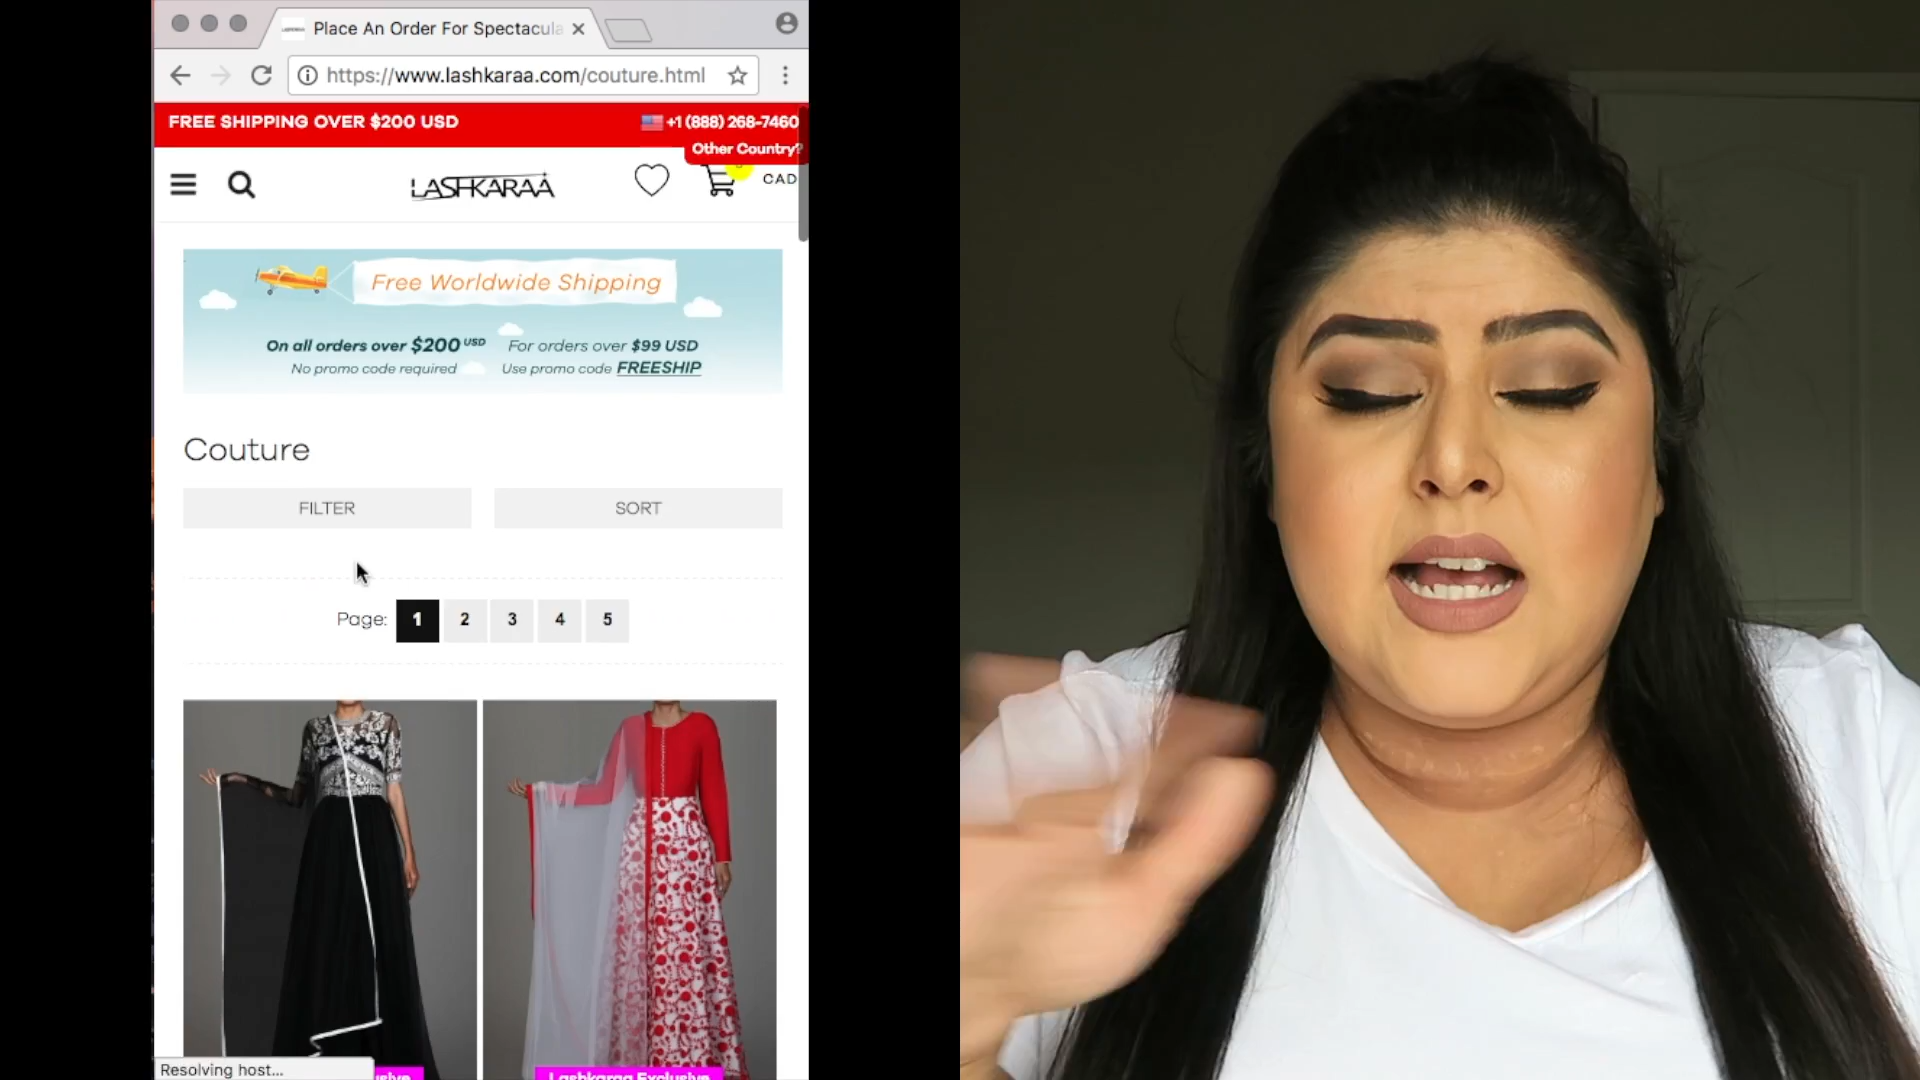 Place An Order For Spectacula
https://www.lashkaraa.com/couture.html
FREE SHIPPING OVER $200 USD
+1 (888) 268-7460
Other Country?
LASHKARAA
CAD
Free Worldwide Shipping
On all orders over $200 USD
For orders over $99 USD
No promo code required
Use promo code FREESHIP
Couture
FILTER
SORT
Page: 1 2 3 4 5
Resolving host...
Lashkaraa Exclusive